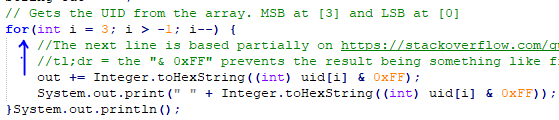 // Gets the UID from the array. MSB at [3] and LSB at [0]
for(int i = 3; i > -1; i--) {
//The next line is based partially on https://stackoverflow.com/
//tl;dr = the "& 0xFF" prevents the result being something like
out += Integer.toHexString((int) uid[i] & 0xFF);
System.out.print(" " + Integer.toHexString((int) uid[i] & 0xFF));
}System.out.println();